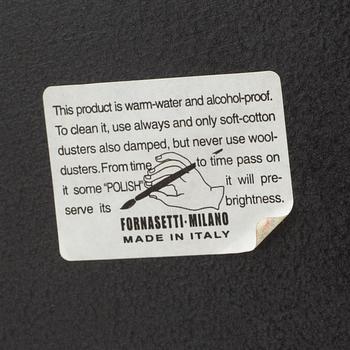 This product is warm-water and alcohol-proof.
To clean it, use always and only soft-cotton
dusters also damped, but never use wool-
dusters. From time to time pass on
it some "POLISH" it will pre-
serve its brightness.
FORNASETTI·MILANO
MADE IN ITALY